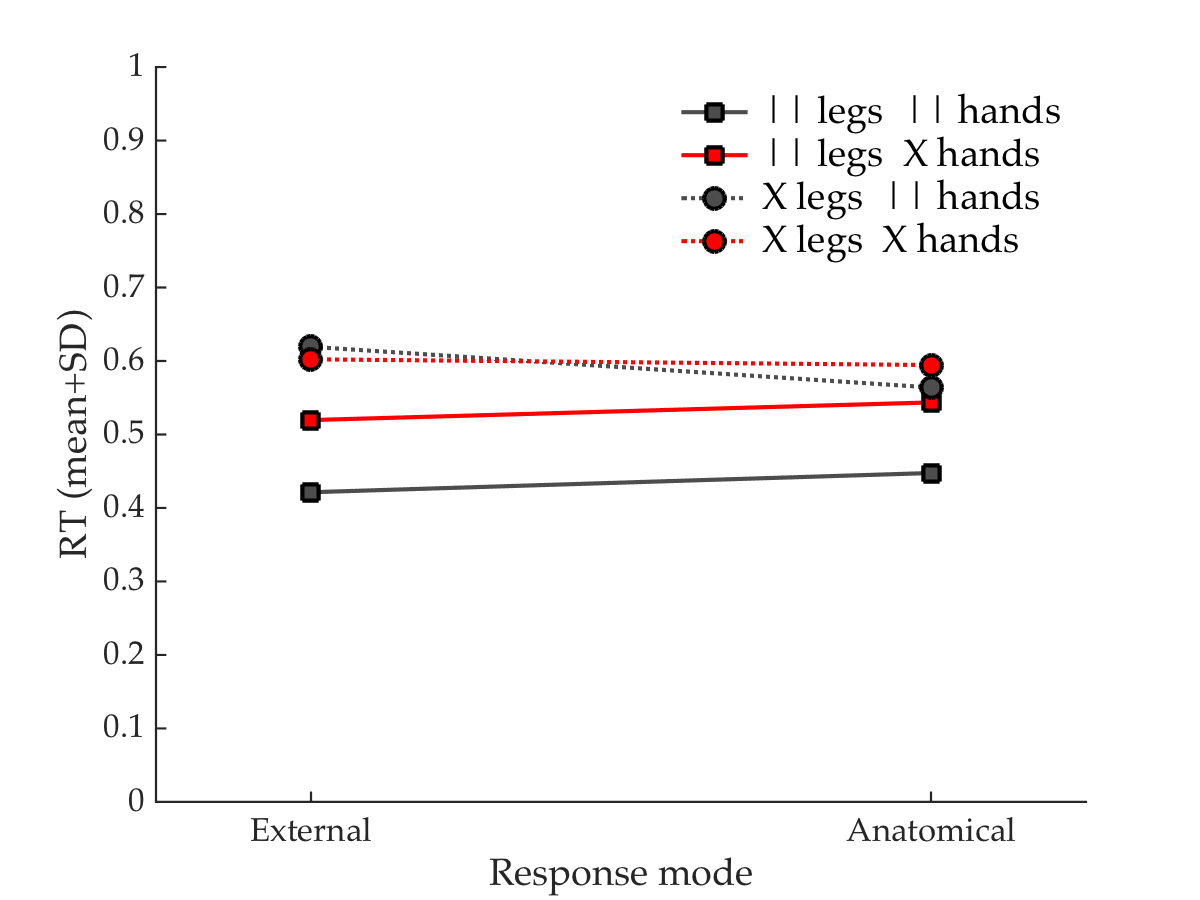 1
0.9
0.8
0.7
0.6
0.5
0.4
0.3
0.2
0.1
0
RT (mean+SD)
| | legs | | hands
| | legs X hands
X legs | | hands
X legs X hands
External
Anatomical
Response mode